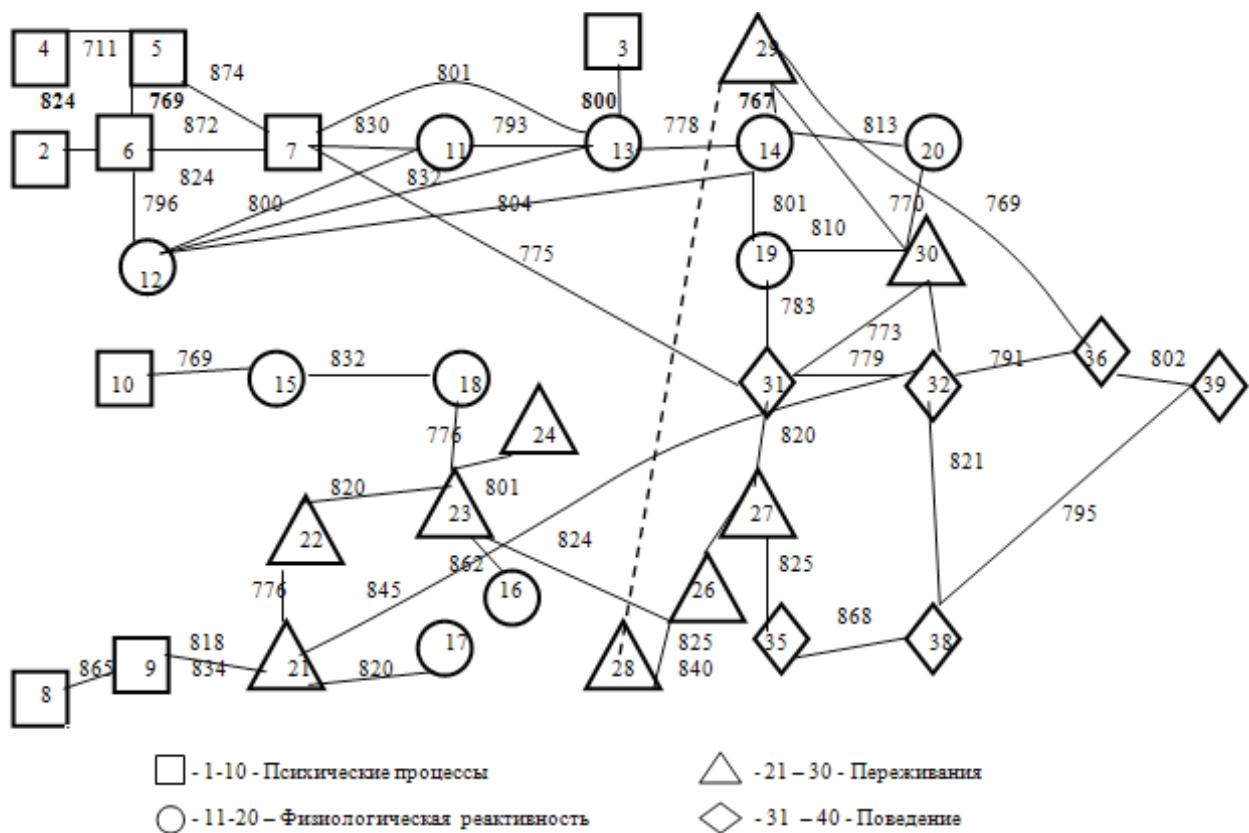 4 711 5 874 801 3 29
824 769 800 767
2 6 872 7 830 11 793 13 778 14 813 20
824 832
796 800 804 801 770 769
12 775 19 810 30
783
773
10 769 15 832 18 31 779 32 791 36 802 39
776 24 820 821
820 801 23 27 795
22 824
776 845 862 16 26 825
818 17 825 35 868 38
8 865 9 834 21 820 28 840
- 1-10 - Психические процессы
- 21 – 30 - Переживания
- 11-20 – Физиологическая реактивность
- 31 – 40 - Поведение